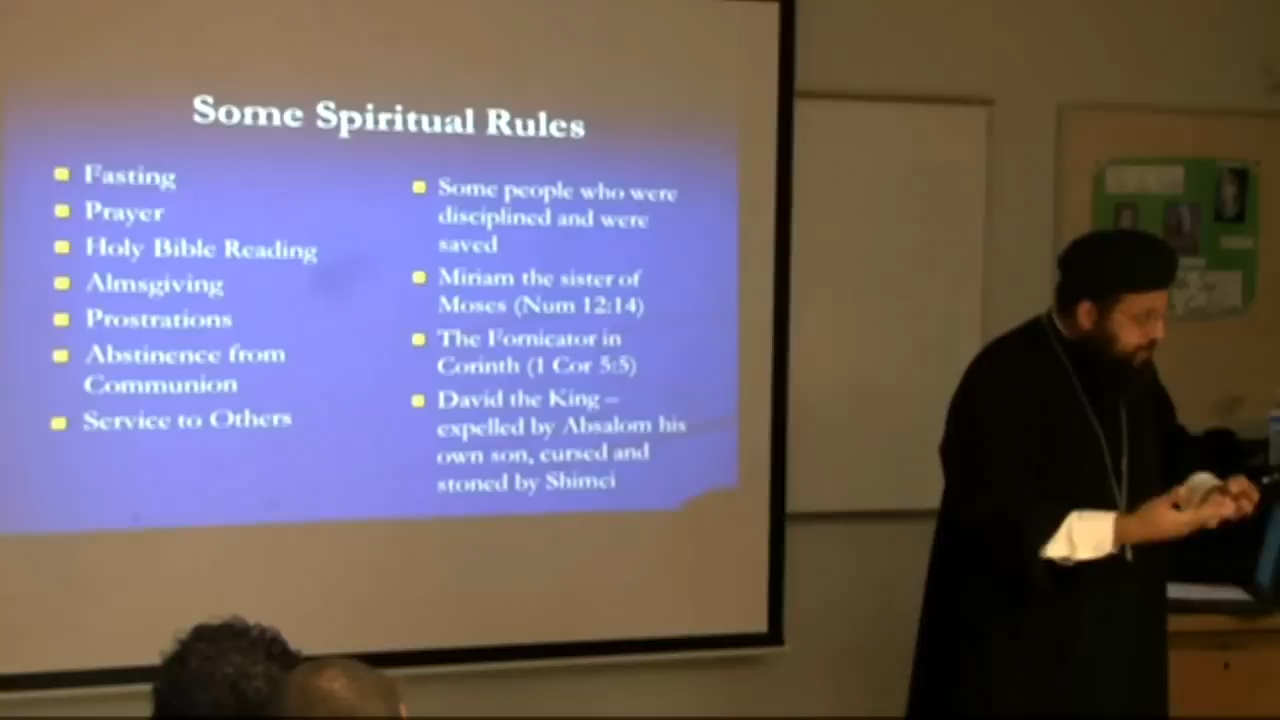 Some Spiritual Rules
Fasting
Prayer
Holy Bible Reading
Almsgiving
Prostrations
Abstinence from
Communion
Service to Others
Some people who were
disciplined and were
saved
Miriam the sister of
Moses (Num 12:14)
The Fornicator in
Corinth (1 Cor 5:5)
David the King –
expelled by Absalom his
own son, cursed and
stoned by Shimei